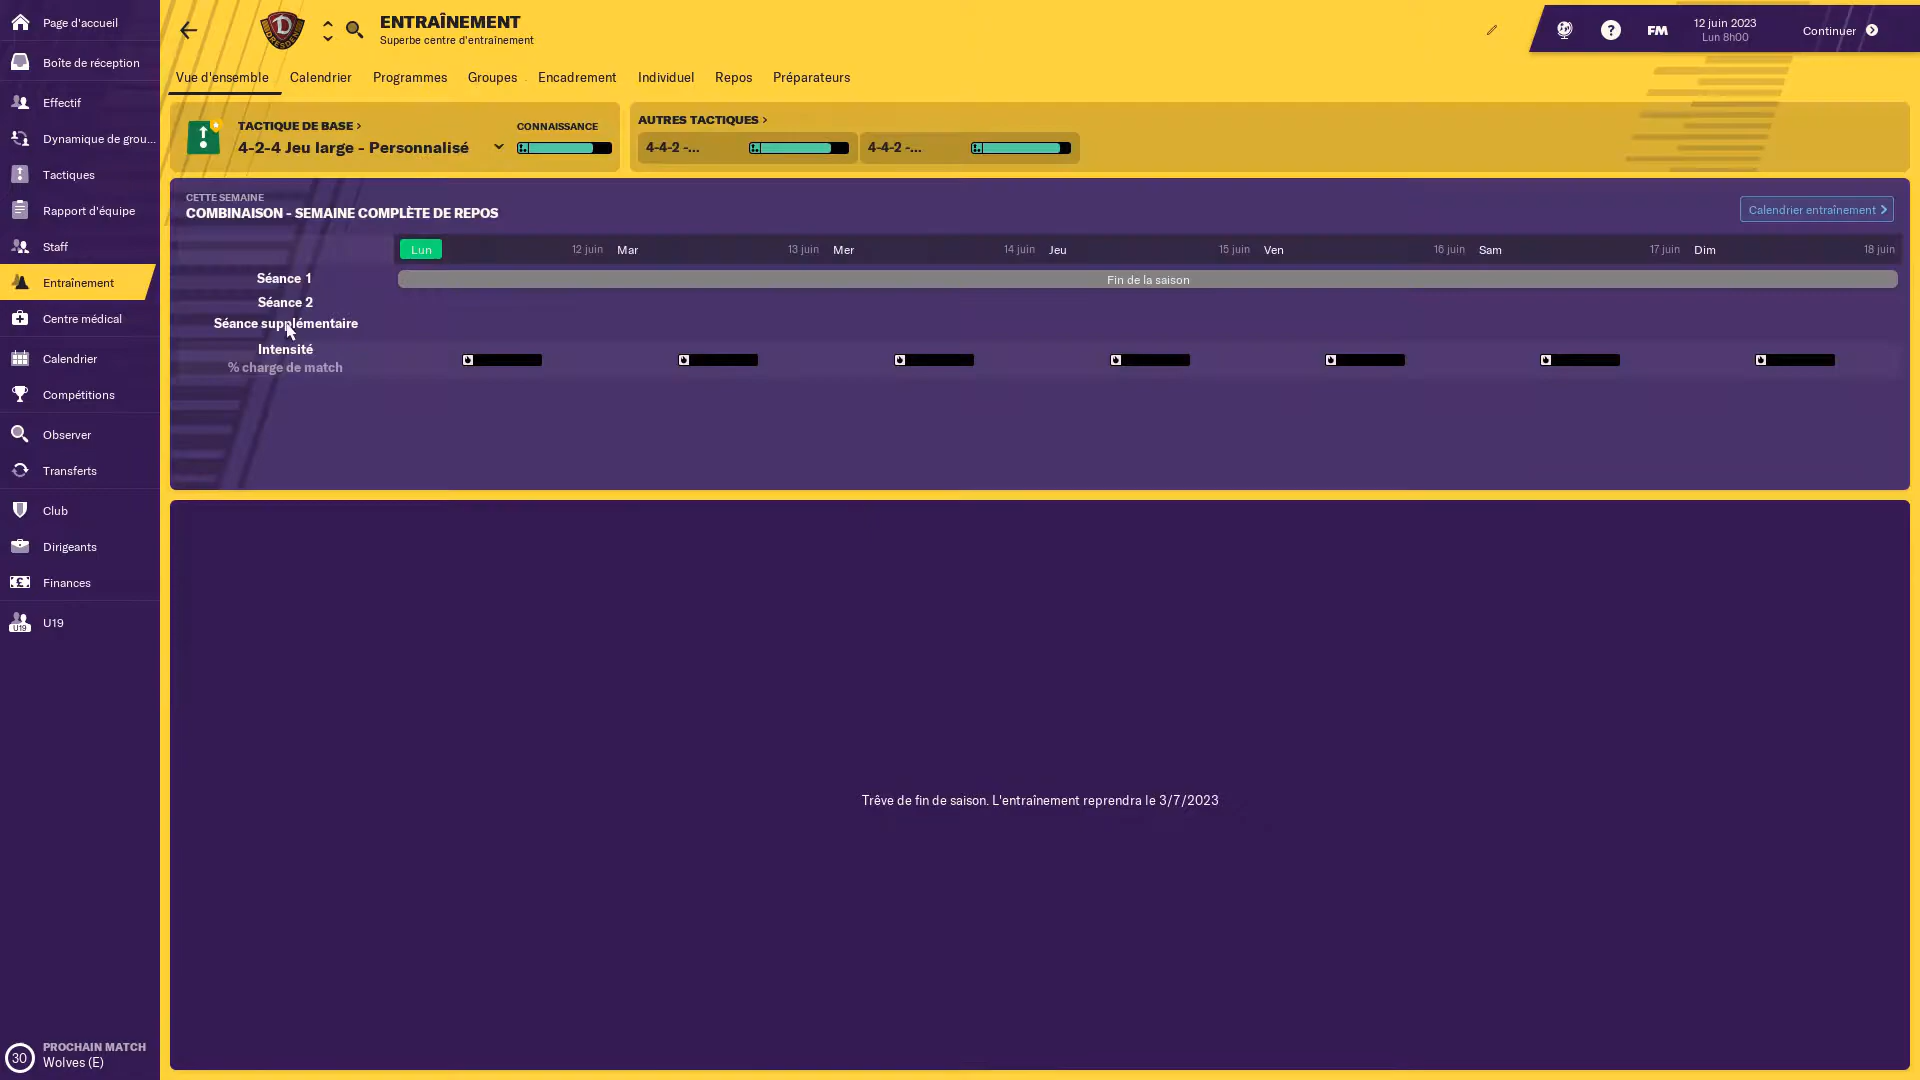 Page d'accueil
Boîte de réception
Effectif
Dynamique de grou...
Tactiques
Rapport d'équipe
Staff
Entraînement
Centre médical
Calendrier
Compétitions
Observer
Transferts
Club
Dirigeants
Finances
U19
U19
30
PROCHAIN MATCH
Wolves (E)
ENTRAÎNEMENT
Superbe centre d'entraînement
FM
12 juin 2023
Lun 8h00
Continuer
Vue d'ensemble Calendrier Programmes Groupes Encadrement Individuel Repos Préparateurs
TACTIQUE DE BASE >
4-2-4 Jeu large - Personnalisé
CONNAISSANCE
AUTRES TACTIQUES >
4-4-2 -... 4-4-2 -...
CETTE SEMAINE
COMBINAISON - SEMAINE COMPLÈTE DE REPOS
Calendrier entraînement >
Lun 12 juin Mar 13 juin Mer 14 juin Jeu 15 juin Ven 16 juin Sam 17 juin Dim 18 juin
Séance 1
Fin de la saison
Séance 2
Séance supplémentaire
Intensité
% charge de match
Trêve de fin de saison. L'entraînement reprendra le 3/7/2023